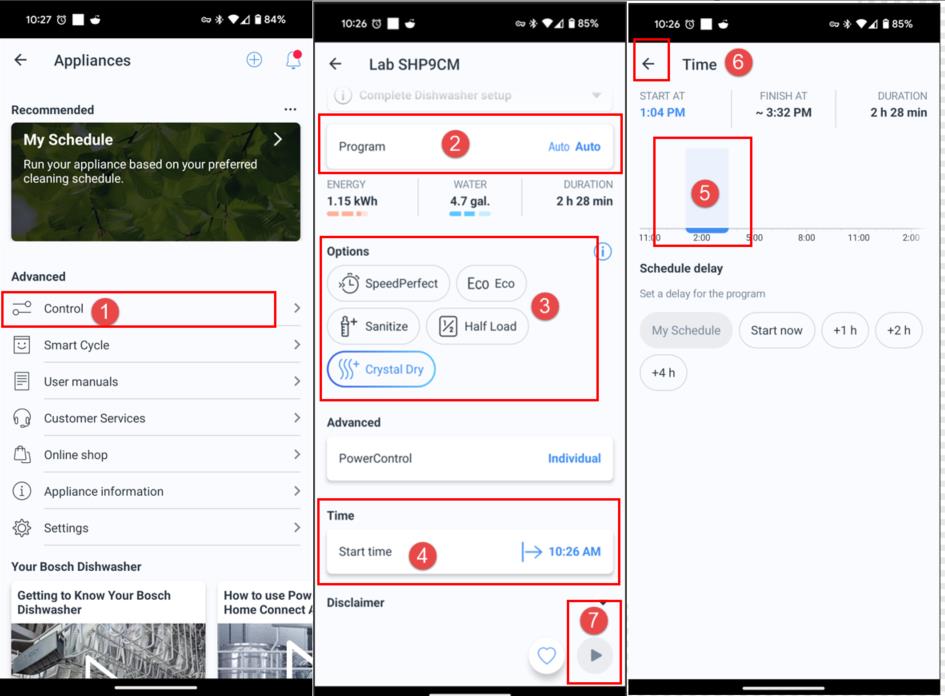 10:27
84%
Appliances
Recommended
...
My Schedule
Run your appliance based on your preferred
cleaning schedule.
Advanced
Control
1
Smart Cycle
User manuals
Customer Services
Online shop
Appliance information
Settings
Your Bosch Dishwasher
Getting to Know Your Bosch
Dishwasher
How to use Pow
Home Connect A
10:26
85%
Lab SHP9CM
Complete Dishwasher setup
Program
2
Auto Auto
ENERGY
WATER
DURATION
1.15 kWh
4.7 gal.
2 h 28 min
Options
i
SpeedPerfect
Eco Eco
3
Sanitize
1/2 Half Load
Crystal Dry
Advanced
PowerControl
Individual
Time
Start time
4
10:26 AM
Disclaimer
7
10:26
85%
Time
6
START AT
FINISH AT
DURATION
1:04 PM
~ 3:32 PM
2 h 28 min
5
11:00
2:00
5:00
8:00
11:00
2:00
Schedule delay
Set a delay for the program
My Schedule
Start now
+1 h
+2 h
+4 h